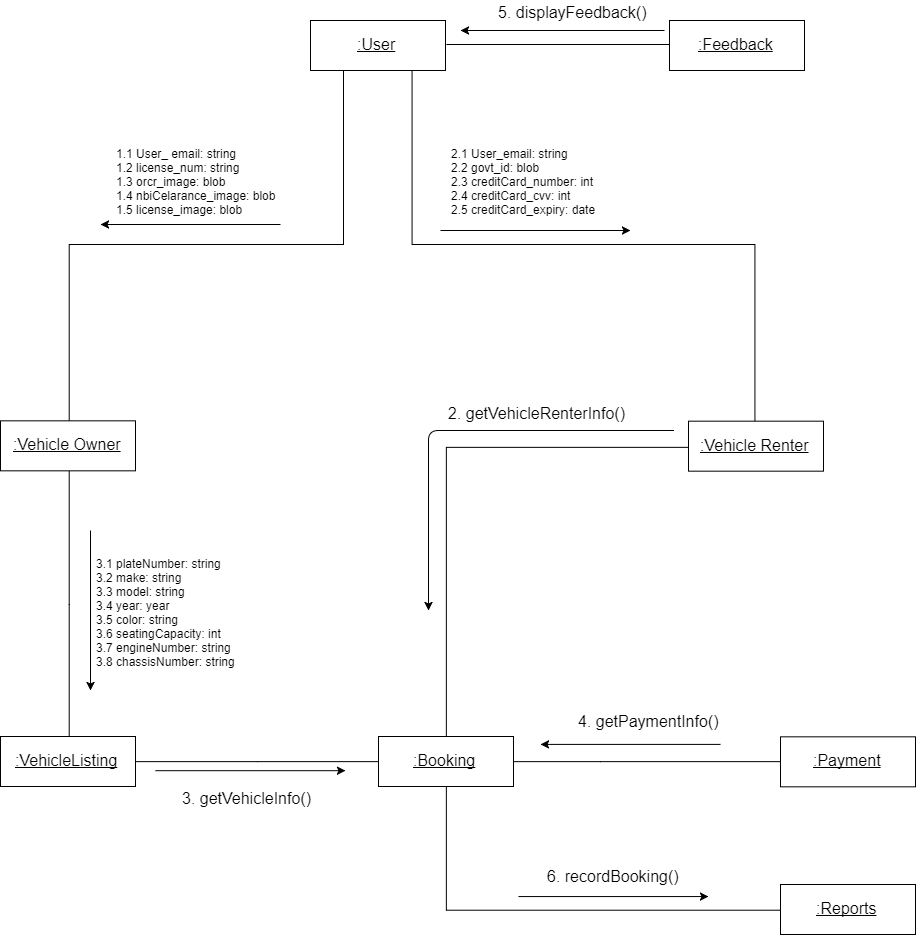 5. displayFeedback()
:User
:Feedback
1.1 User_ email: string
1.2 license_num: string
1.3 orcr_image: blob
1.4 nbiCelarance_image: blob
1.5 license_image: blob
2.1 User_email: string
2.2 govt_id: blob
2.3 creditCard_number: int
2.4 creditCard_cvv: int
2.5 creditCard_expiry: date
2. getVehicleRenterInfo()
:Vehicle Owner
:Vehicle Renter
3.1 plateNumber: string
3.2 make: string
3.3 model: string
3.4 year: year
3.5 color: string
3.6 seatingCapacity: int
3.7 engineNumber: string
3.8 chassisNumber: string
4. getPaymentInfo()
:VehicleListing
:Booking
:Payment
3. getVehicleInfo()
6. recordBooking()
:Reports